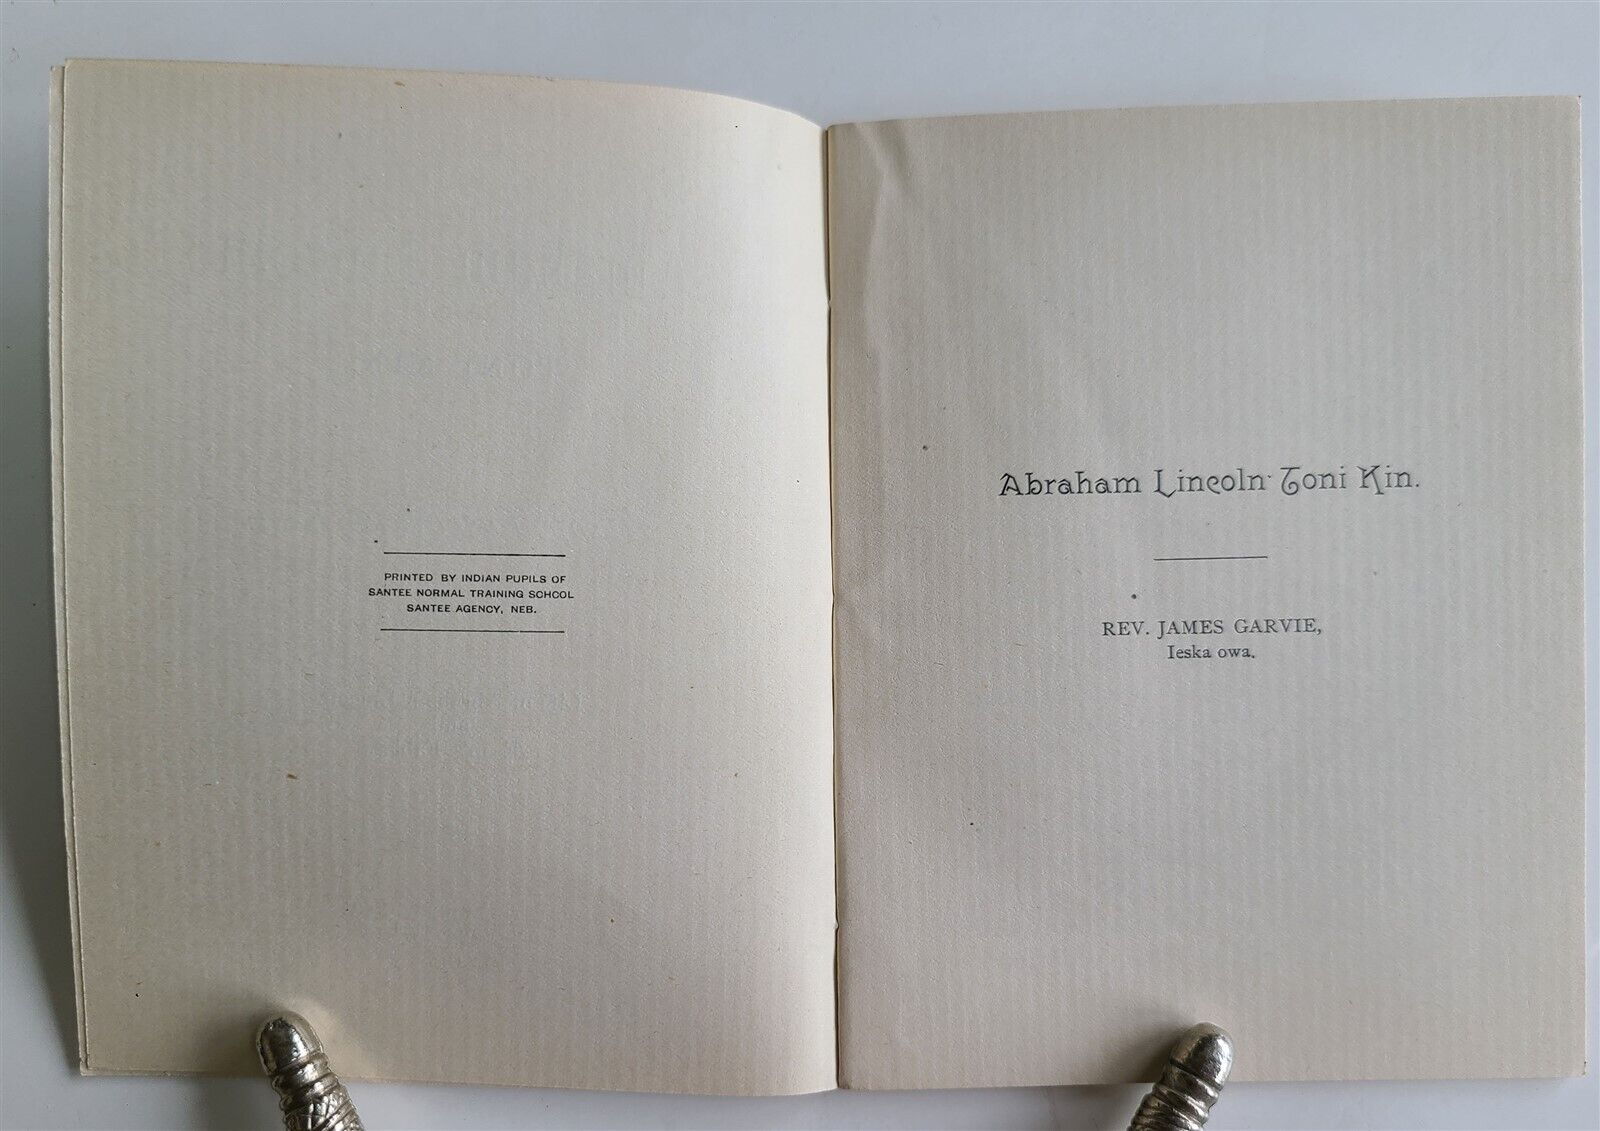 PRINTED BY INDIAN PUPILS OF
SANTEE NORMAL TRAINING SCHOOL
SANTEE AGENCY, NEB.
Abraham Lincoln Toni Kin.
REV. JAMES GARVIE,
Ieska owa.